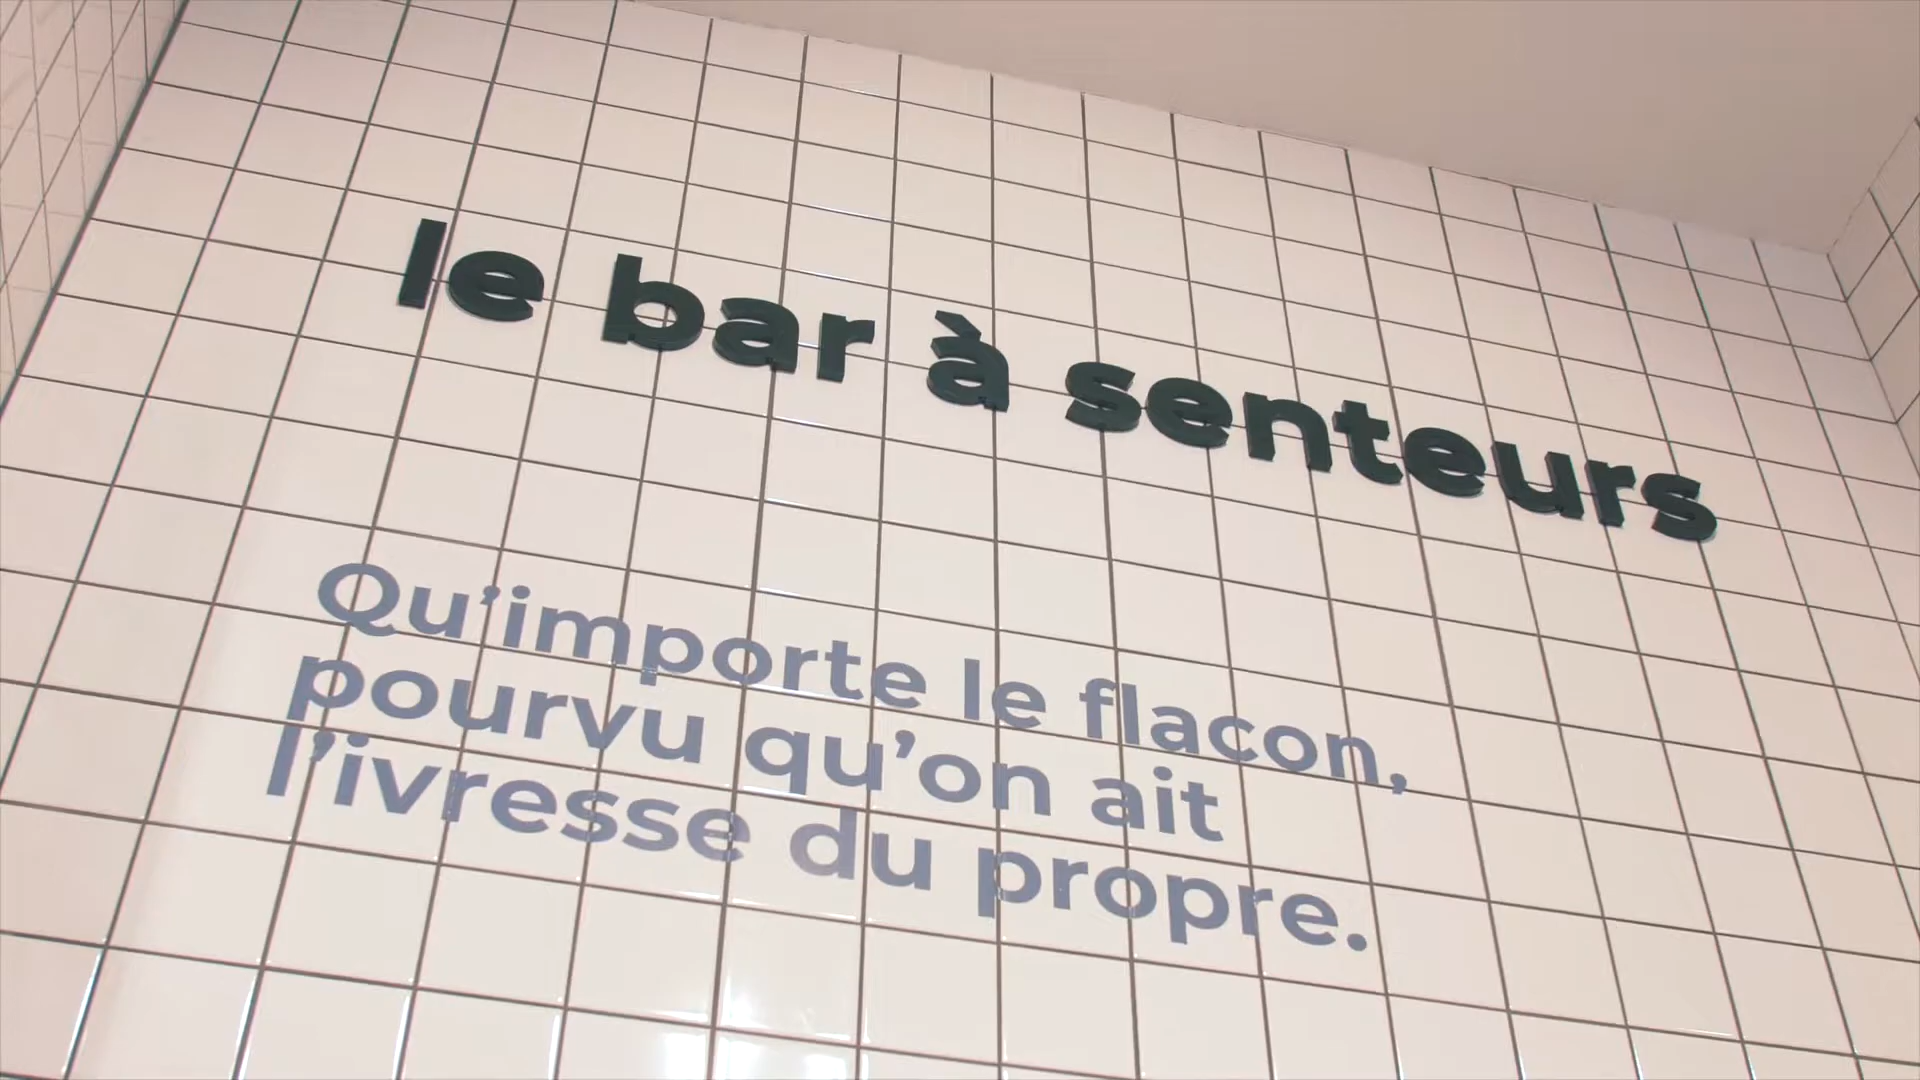 le bar à senteurs
Qu'importe le flacon,
pourvu qu'on ait
l'ivresse du propre.